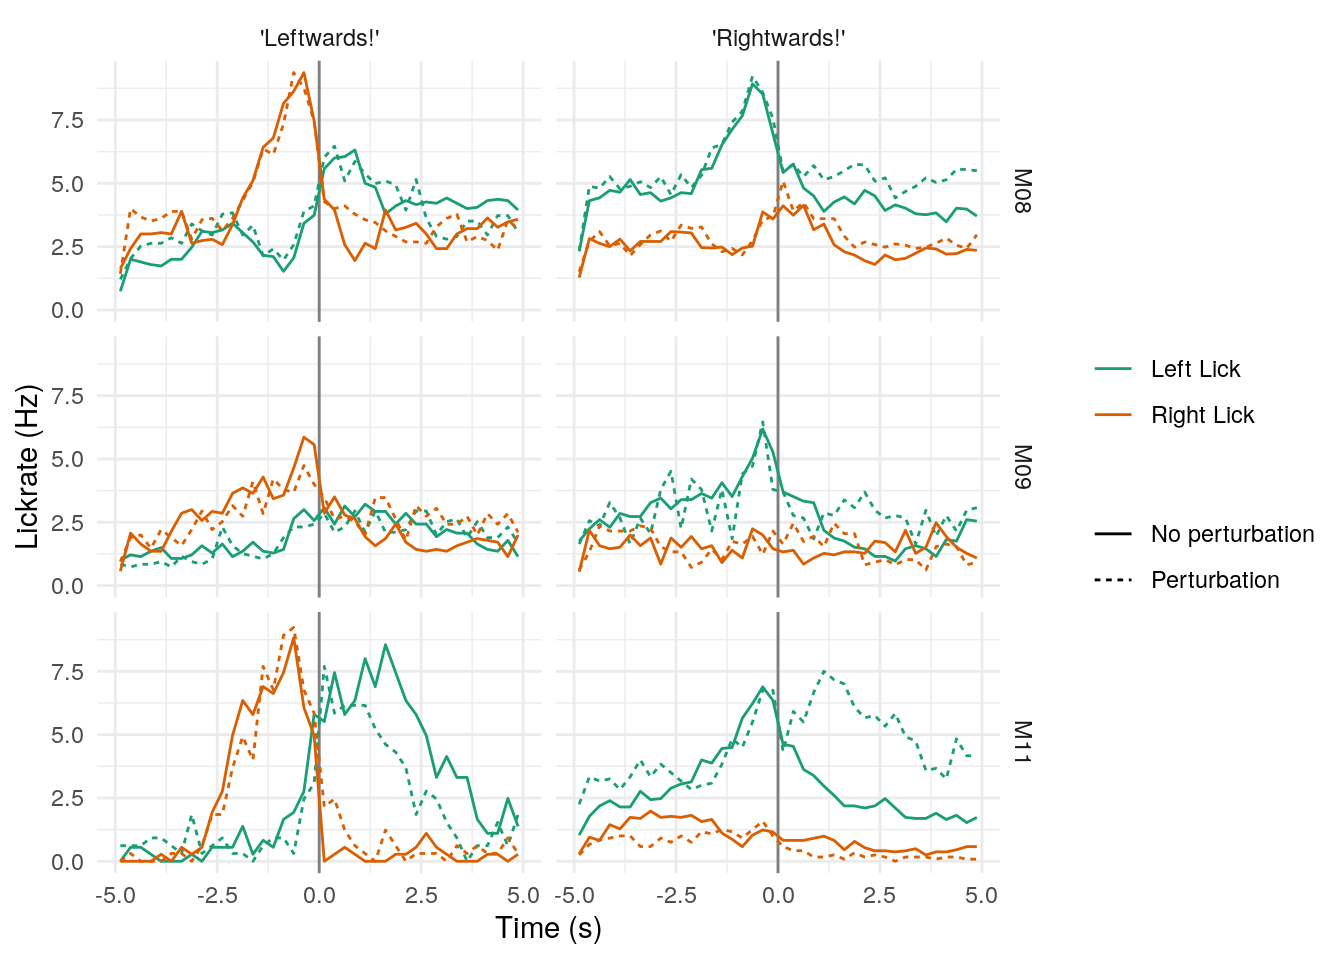 'Leftwards!'
'Rightwards!'
7.5
5.0
2.5
0.0
M08
7.5
5.0
2.5
0.0
M09
7.5
5.0
2.5
0.0
M11
-5.0 -2.5 0.0 2.5 5.0 -5.0 -2.5 0.0 2.5 5.0
Time (s)
Lickrate (Hz)
Left Lick
Right Lick
No perturbation
Perturbation